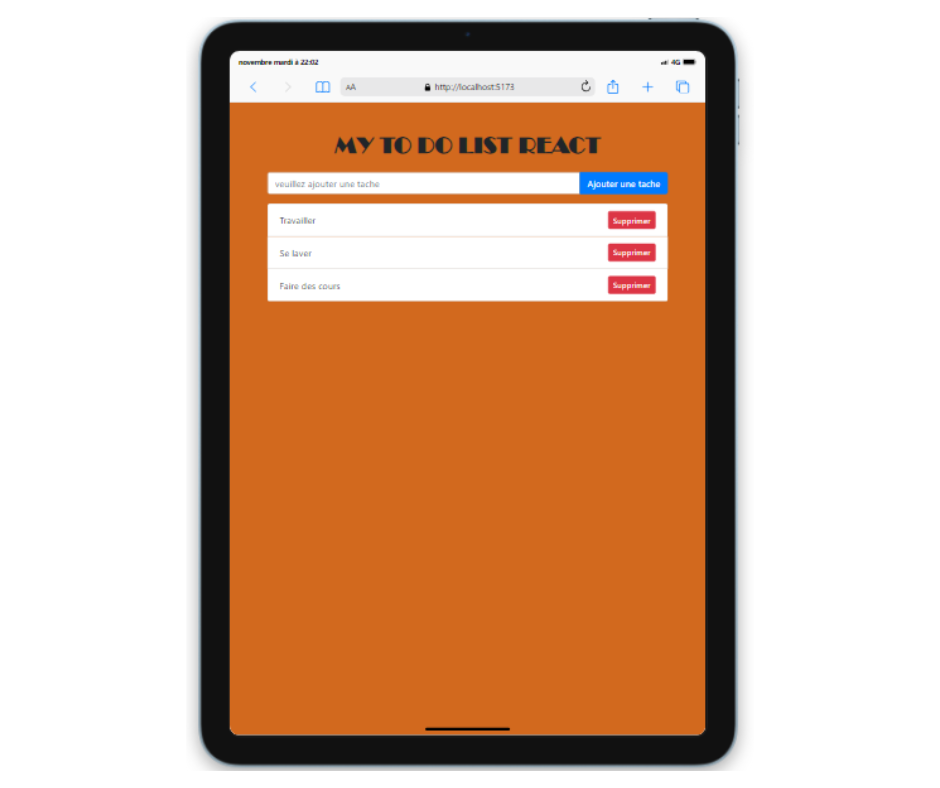 novembre mardi à 22:02
4G
AA
http://localhost:5173
MY TO DO LIST REACT
veuillez ajouter une tache
Ajouter une tache
Travailler
Supprimer
Se laver
Supprimer
Faire des cours
Supprimer